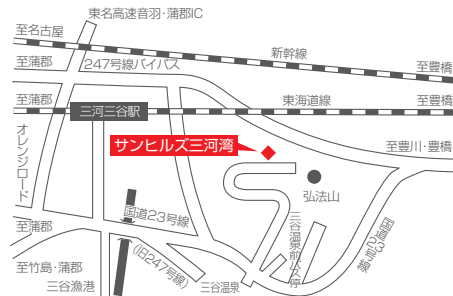 東名高速音羽・蒲郡IC
至名古屋
新幹線
至豊橋
至蒲郡
247号線バイパス
至蒲郡
三河三谷駅
東海道線
至豊橋
オレンジロード
サンヒルズ三河湾
至豊川・豊橋
弘法山
国道23号線
三谷温泉前バス停
国道23号線
至蒲郡
至竹島・蒲郡
三谷漁港
(旧247号線)
三谷温泉